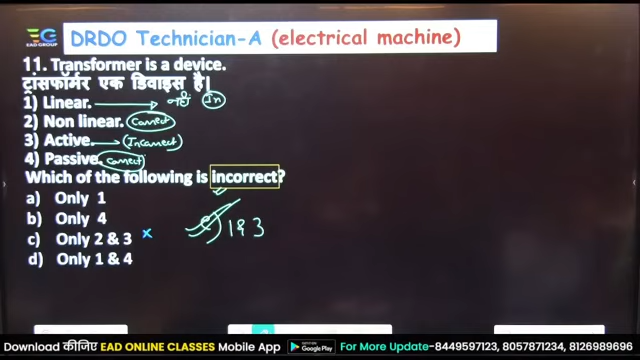 EG
EAD GROUP
DRDO Technician-A (electrical machine)
11. Transformer is a device.
ट्रांसफॉर्मर एक डिवाइस है।
1) Linear. नहीं In
2) Non linear. Correct
3) Active. (Incorrect)
4) Passive. Correct
Which of the following is incorrect?
a) Only 1
b) Only 4
c) Only 2 & 3 ×
d) Only 1 & 4
e) 1 & 3
Download कीजिए EAD ONLINE CLASSES Mobile App GET IT ON Google Play For More Update-8449597123, 8057871234, 8126989696